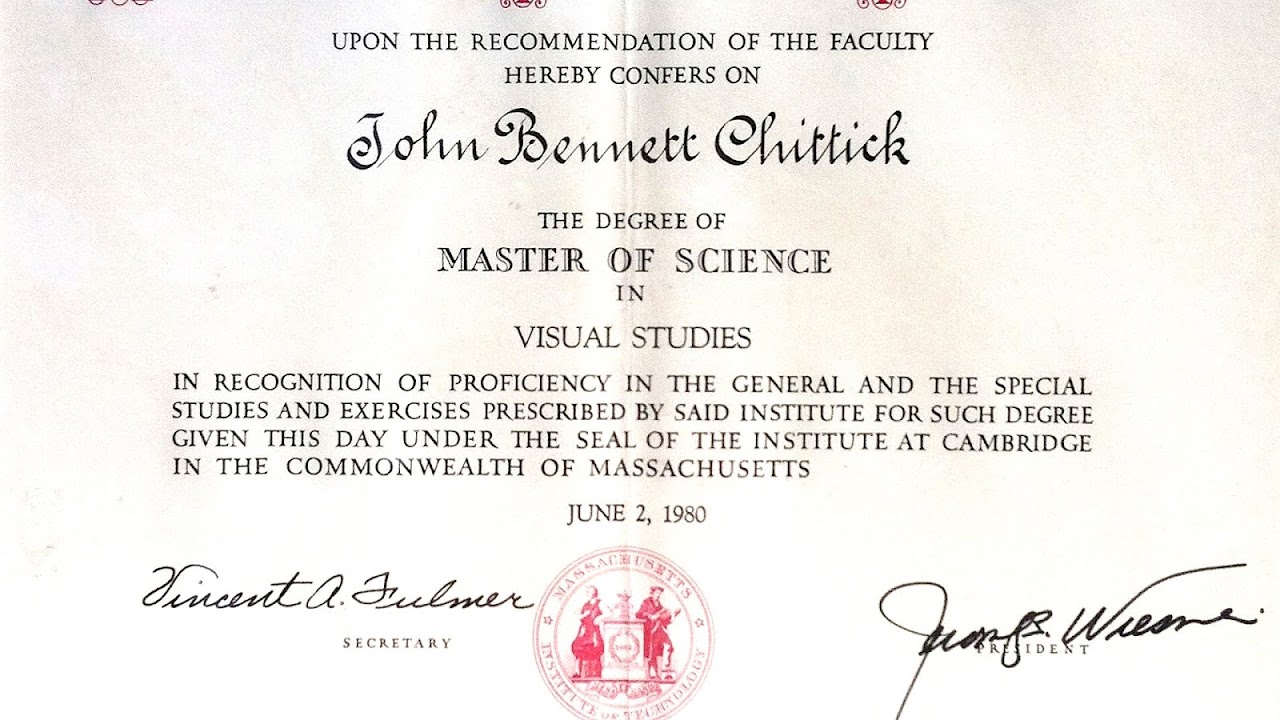 UPON THE RECOMMENDATION OF THE FACULTY
HEREBY CONFERS ON
John Bennett Chittick
THE DEGREE OF
MASTER OF SCIENCE
IN
VISUAL STUDIES
IN RECOGNITION OF PROFICIENCY IN THE GENERAL AND THE SPECIAL
STUDIES AND EXERCISES PRESCRIBED BY SAID INSTITUTE FOR SUCH DEGREE
GIVEN THIS DAY UNDER THE SEAL OF THE INSTITUTE AT CAMBRIDGE
IN THE COMMONWEALTH OF MASSACHUSETTS
JUNE 2, 1980
Vincent A. Fulmer
SECRETARY
MASSACHUSETTS
INSTITUTE OF TECHNOLOGY
B. Wiesner
PRESIDENT